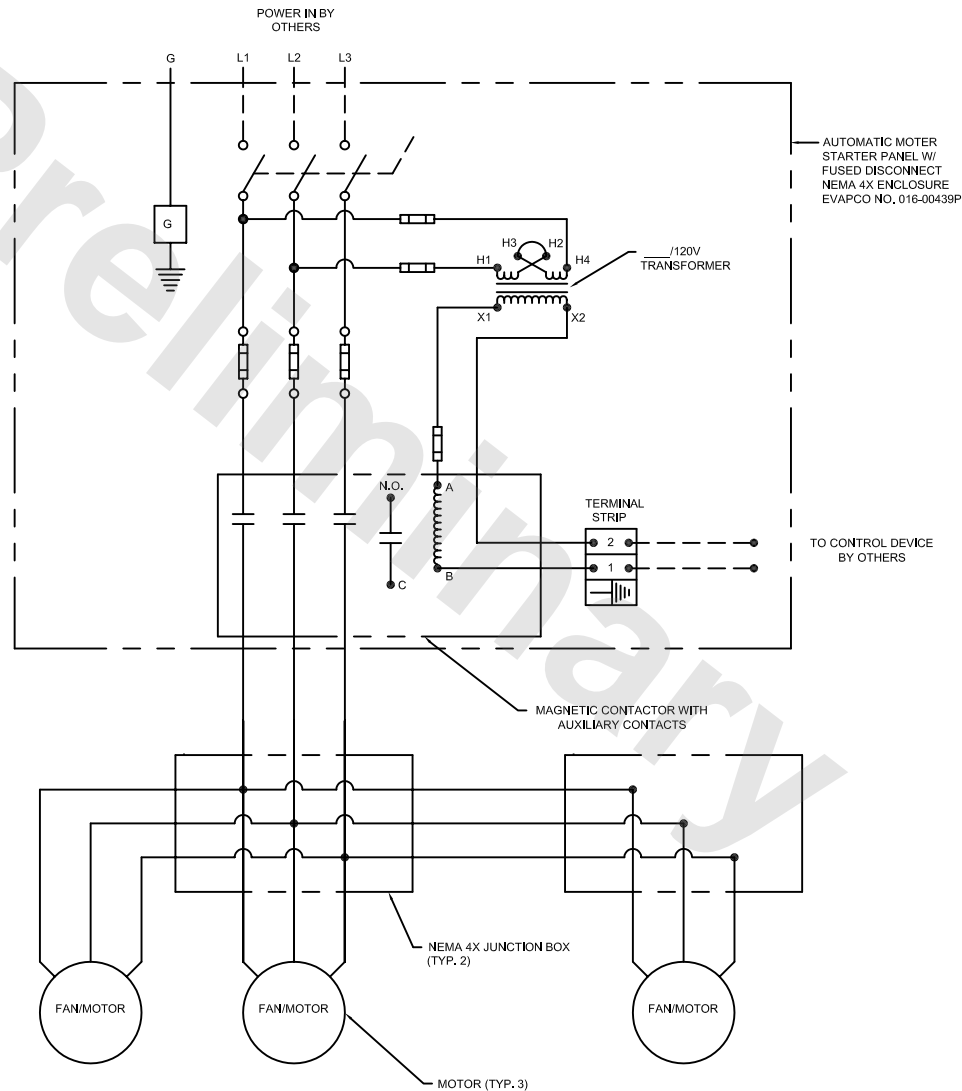 POWER IN BY
OTHERS
G
L1
L2
L3
AUTOMATIC MOTER
STARTER PANEL W/
FUSED DISCONNECT
NEMA 4X ENCLOSURE
EVAPCO NO. 016-00439P
G
H3
H2
H1
H4
____/120V
TRANSFORMER
X1
X2
N.O.
A
TERMINAL
STRIP
2
TO CONTROL DEVICE
BY OTHERS
1
B
C
MAGNETIC CONTACTOR WITH
AUXILIARY CONTACTS
NEMA 4X JUNCTION BOX
(TYP. 2)
FAN/MOTOR
FAN/MOTOR
FAN/MOTOR
MOTOR (TYP. 3)
Preliminary